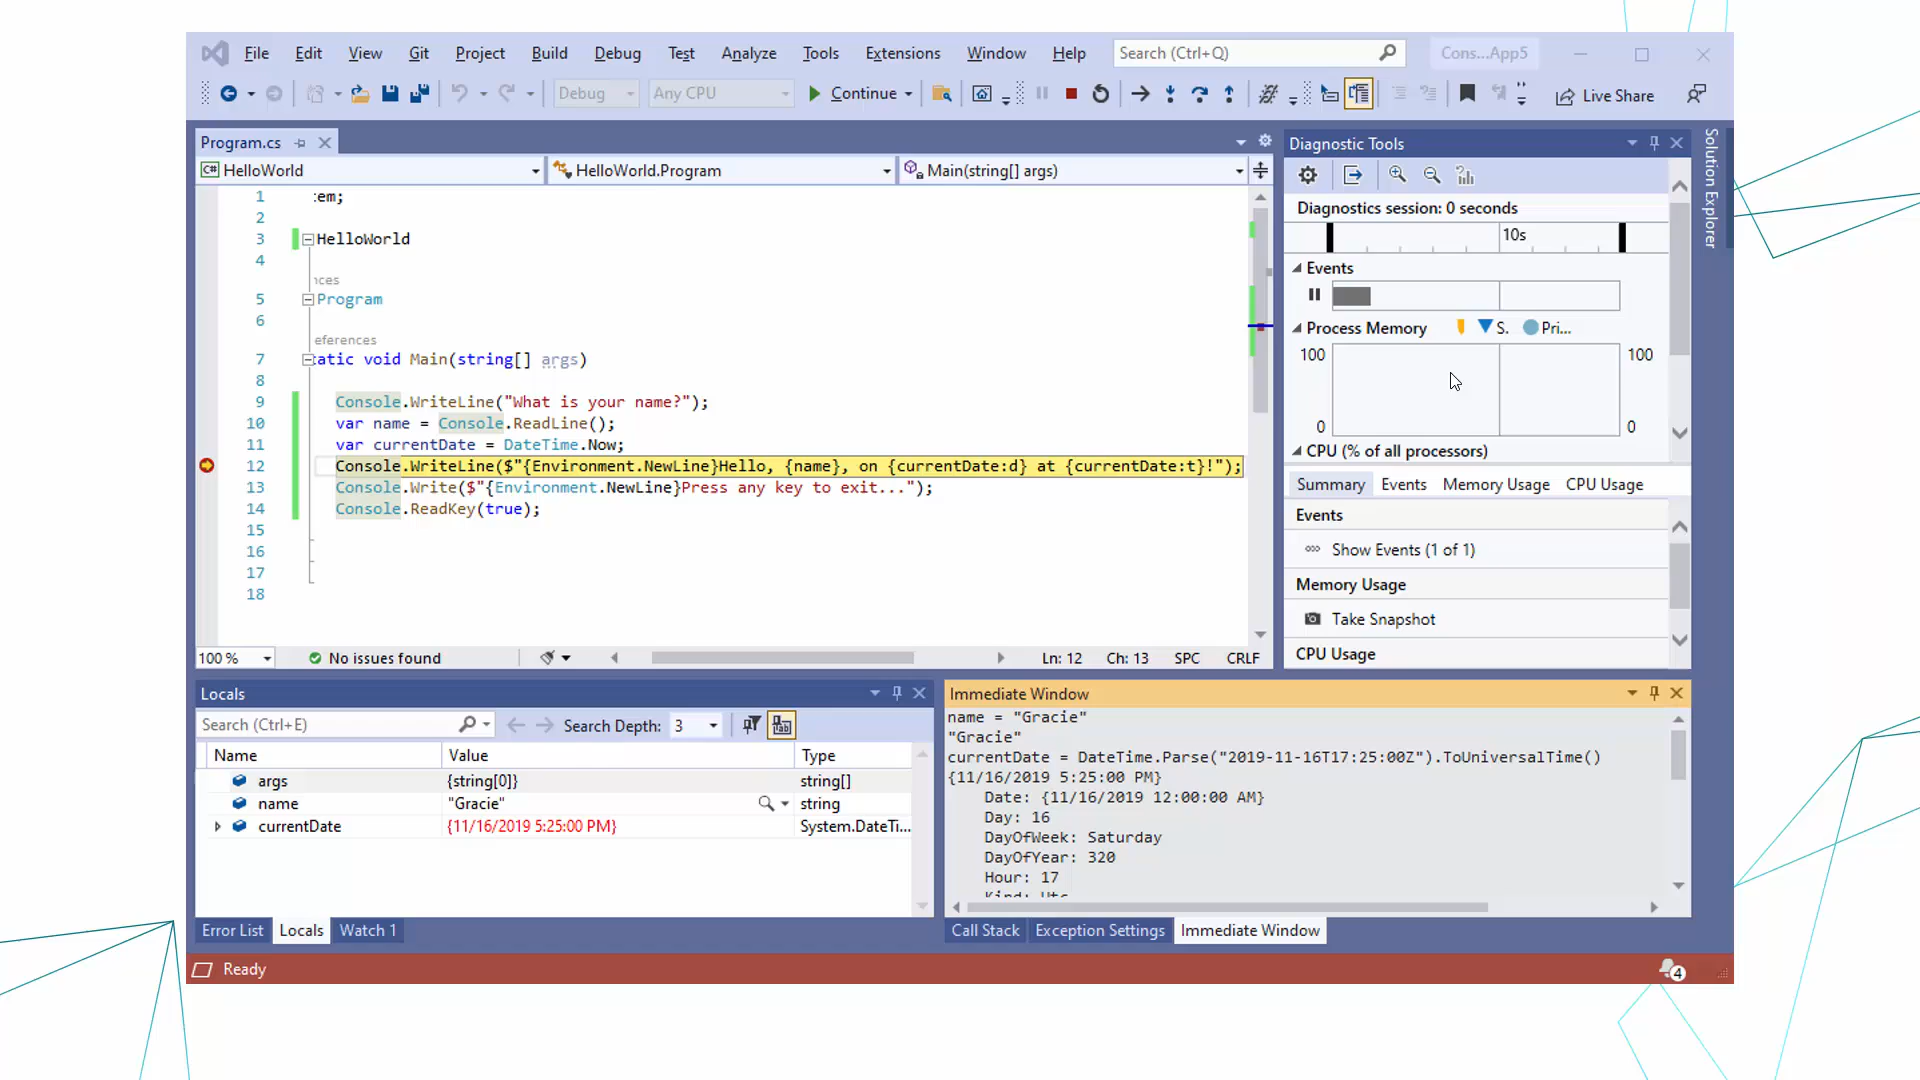 File Edit View Git Project Build Debug Test Analyze Tools Extensions Window Help Search (Ctrl+Q) Cons...App5
Debug Any CPU Continue Live Share
Program.cs
HelloWorld HelloWorld.Program Main(string[] args)
1 :em;
2
3 HelloWorld
4
nces
5 Program
6
eferences
7 tatic void Main(string[] args)
8
9 Console.WriteLine("What is your name?");
10 var name = Console.ReadLine();
11 var currentDate = DateTime.Now;
12 Console.WriteLine($"{Environment.NewLine}Hello, {name}, on {currentDate:d} at {currentDate:t}!");
13 Console.Write($"{Environment.NewLine}Press any key to exit...");
14 Console.ReadKey(true);
15
16
17
18
100 % No issues found Ln: 12 Ch: 13 SPC CRLF
Diagnostic Tools
Diagnostics session: 0 seconds
10s
Events
Process Memory S. Pri...
100 100
0 0
CPU (% of all processors)
Summary Events Memory Usage CPU Usage
Events
Show Events (1 of 1)
Memory Usage
Take Snapshot
CPU Usage
Solution Explorer
Locals
Search (Ctrl+E) Search Depth: 3
Name Value Type
args {string[0]} string[]
name "Gracie" string
currentDate {11/16/2019 5:25:00 PM} System.DateTi...
Error List Locals Watch 1
Immediate Window
name = "Gracie"
"Gracie"
currentDate = DateTime.Parse("2019-11-16T17:25:00Z").ToUniversalTime()
{11/16/2019 5:25:00 PM}
Date: {11/16/2019 12:00:00 AM}
Day: 16
DayOfWeek: Saturday
DayOfYear: 320
Hour: 17
Kind: Utc
Call Stack Exception Settings Immediate Window
Ready 4